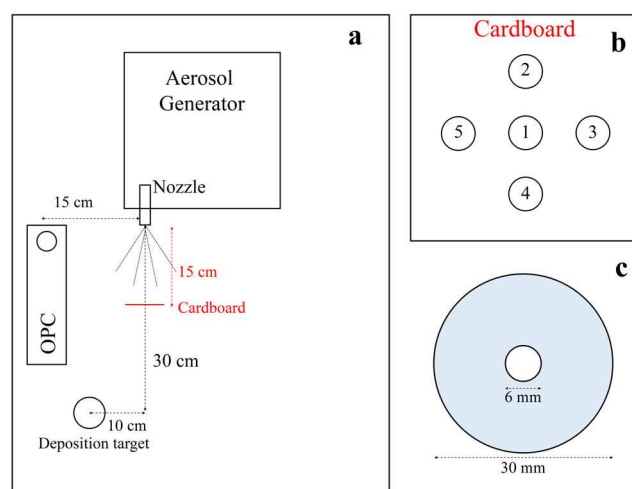 a
Aerosol
Generator
Nozzle
15 cm
15 cm
Cardboard
OPC
30 cm
10 cm
Deposition target
b
Cardboard
2
5
1
3
4
c
6 mm
30 mm